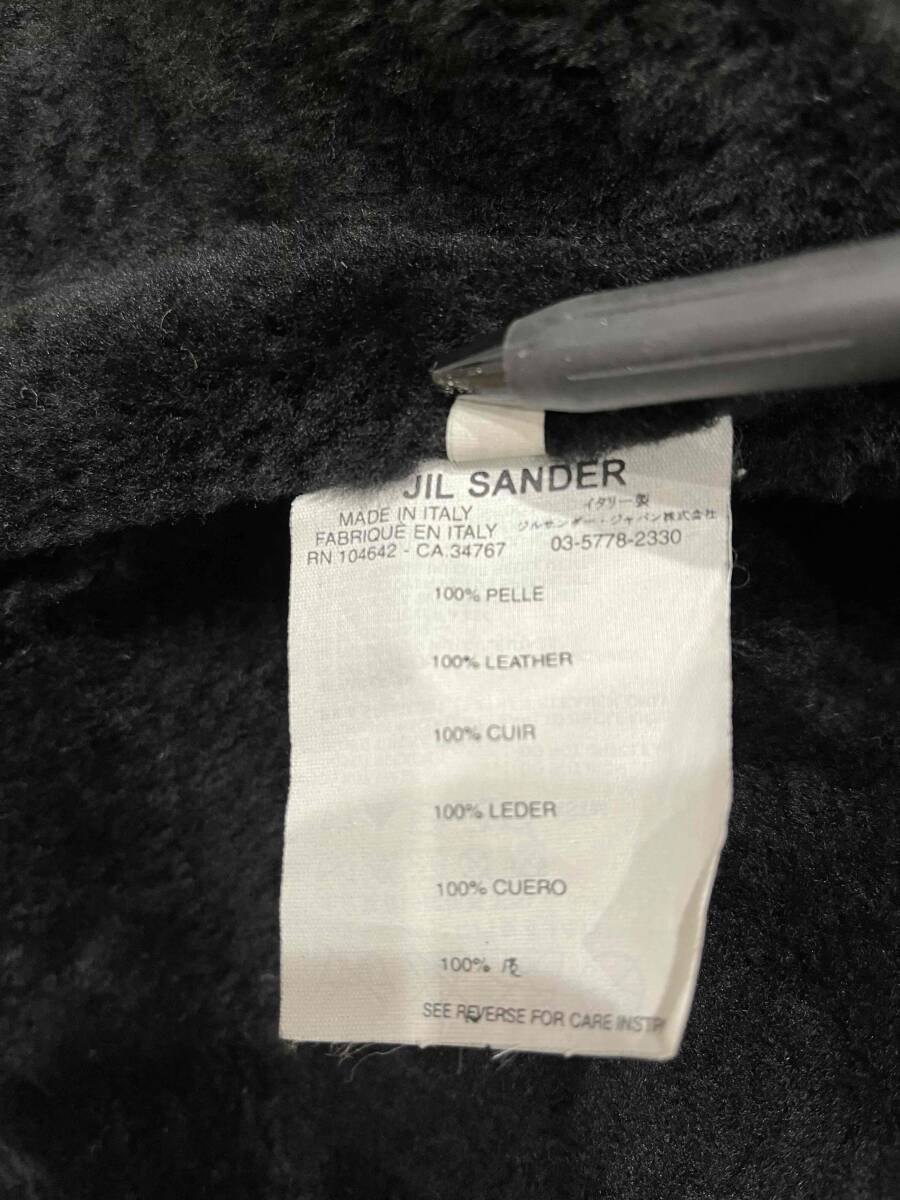 JIL SANDER
MADE IN ITALY
FABRIQUÈ EN ITALY
RN 104642 - CA.34767
イタリー製
ジルサンダー・ジャパン株式会社
03-5778-2330
100% PELLE
100% LEATHER
100% CUIR
100% LEDER
100% CUERO
100% 皮
SEE REVERSE FOR CARE INSTR